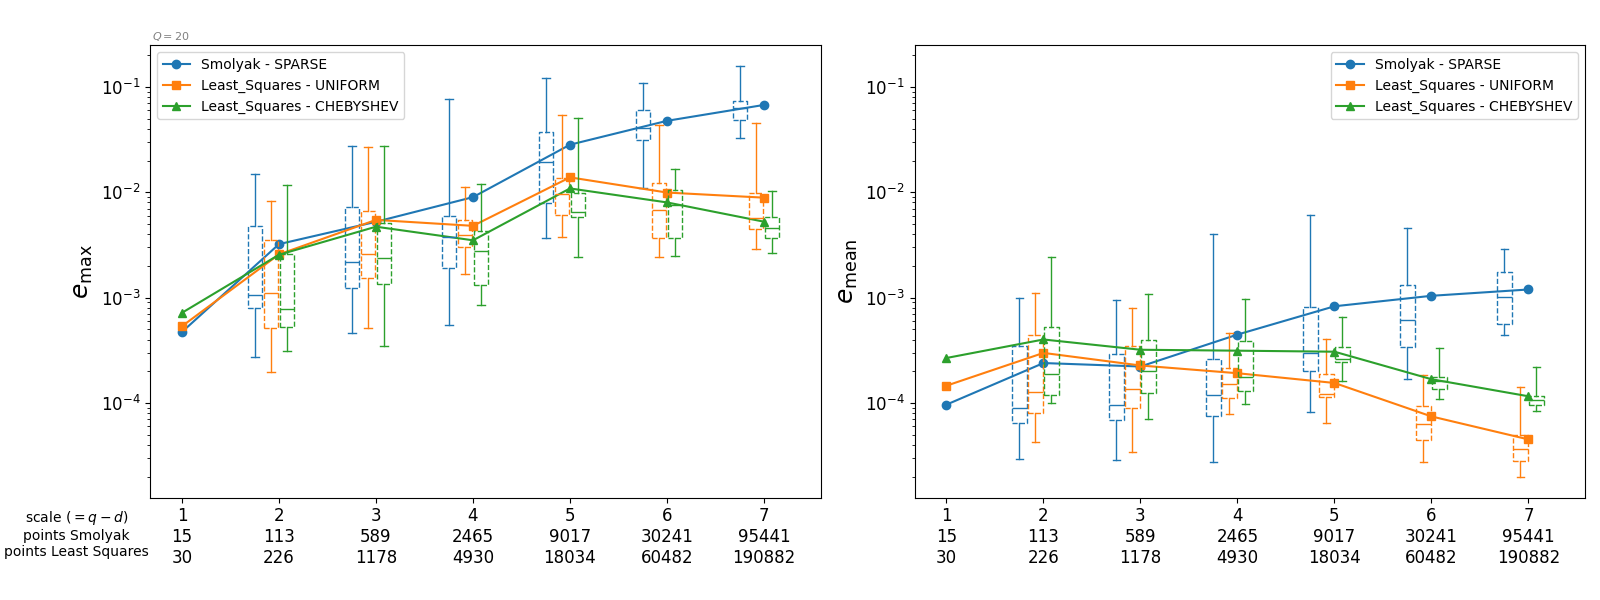 Q = 20
Smolyak - SPARSE
Least_Squares - UNIFORM
Least_Squares - CHEBYSHEV
10⁻¹
10⁻²
10⁻³
10⁻⁴
e_max
scale (= q − d) 1 2 3 4 5 6 7
points Smolyak 15 113 589 2465 9017 30241 95441
points Least Squares 30 226 1178 4930 18034 60482 190882
Smolyak - SPARSE
Least_Squares - UNIFORM
Least_Squares - CHEBYSHEV
10⁻¹
10⁻²
10⁻³
10⁻⁴
e_mean
1 2 3 4 5 6 7
15 113 589 2465 9017 30241 95441
30 226 1178 4930 18034 60482 190882